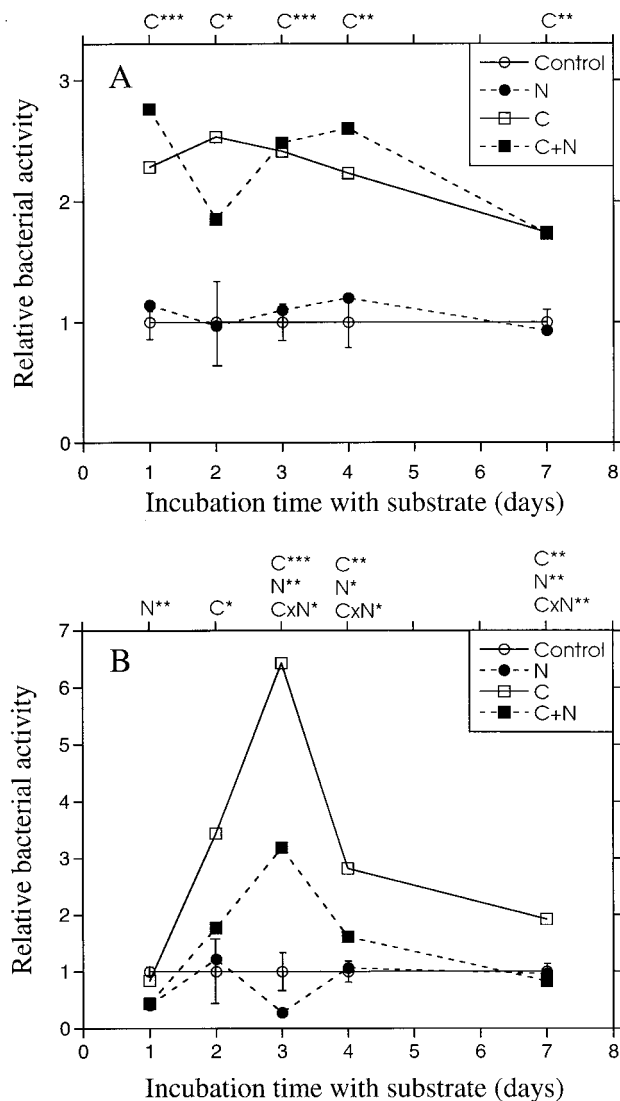 C*** C* C*** C** C**
A
Control
N
C
C+N
3
2
1
0
Relative bacterial activity
0 1 2 3 4 5 6 7 8
Incubation time with substrate (days)
C*** C** C**
N** N* N**
N** C* CxN* CxN* CxN**
B
Control
N
C
C+N
7
6
5
4
3
2
1
0
Relative bacterial activity
0 1 2 3 4 5 6 7 8
Incubation time with substrate (days)